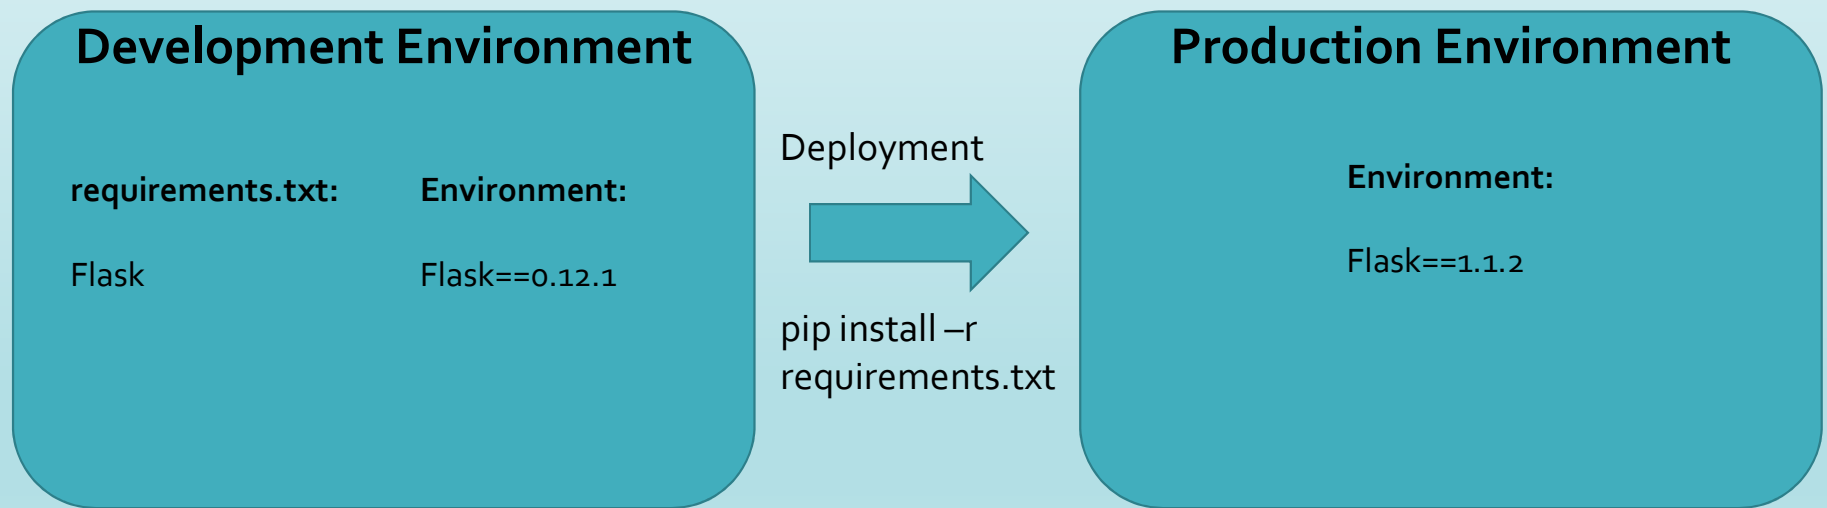 Development Environment
requirements.txt:
Environment:
Flask
Flask==0.12.1
Deployment
pip install –r
requirements.txt
Production Environment
Environment:
Flask==1.1.2